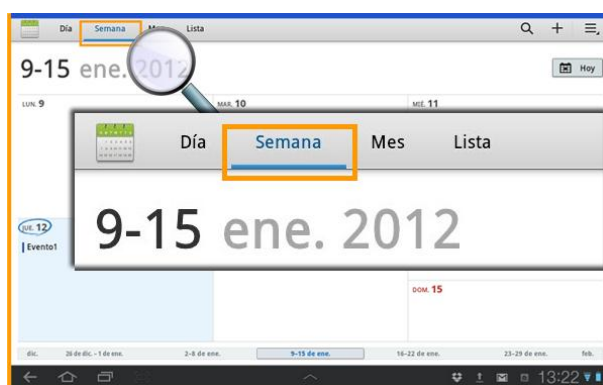 Día Semana Mes Lista
9-15 ene. 2012
Hoy
LUN. 9 MAR. 10 MIÉ. 11
Día Semana Mes Lista
9-15 ene. 2012
JUE. 12
Evento1
DOM. 15
dic. 26 de dic. - 1 de ene. 2-8 de ene. 9-15 de ene. 16-22 de ene. 23-29 de ene. feb.
13:22